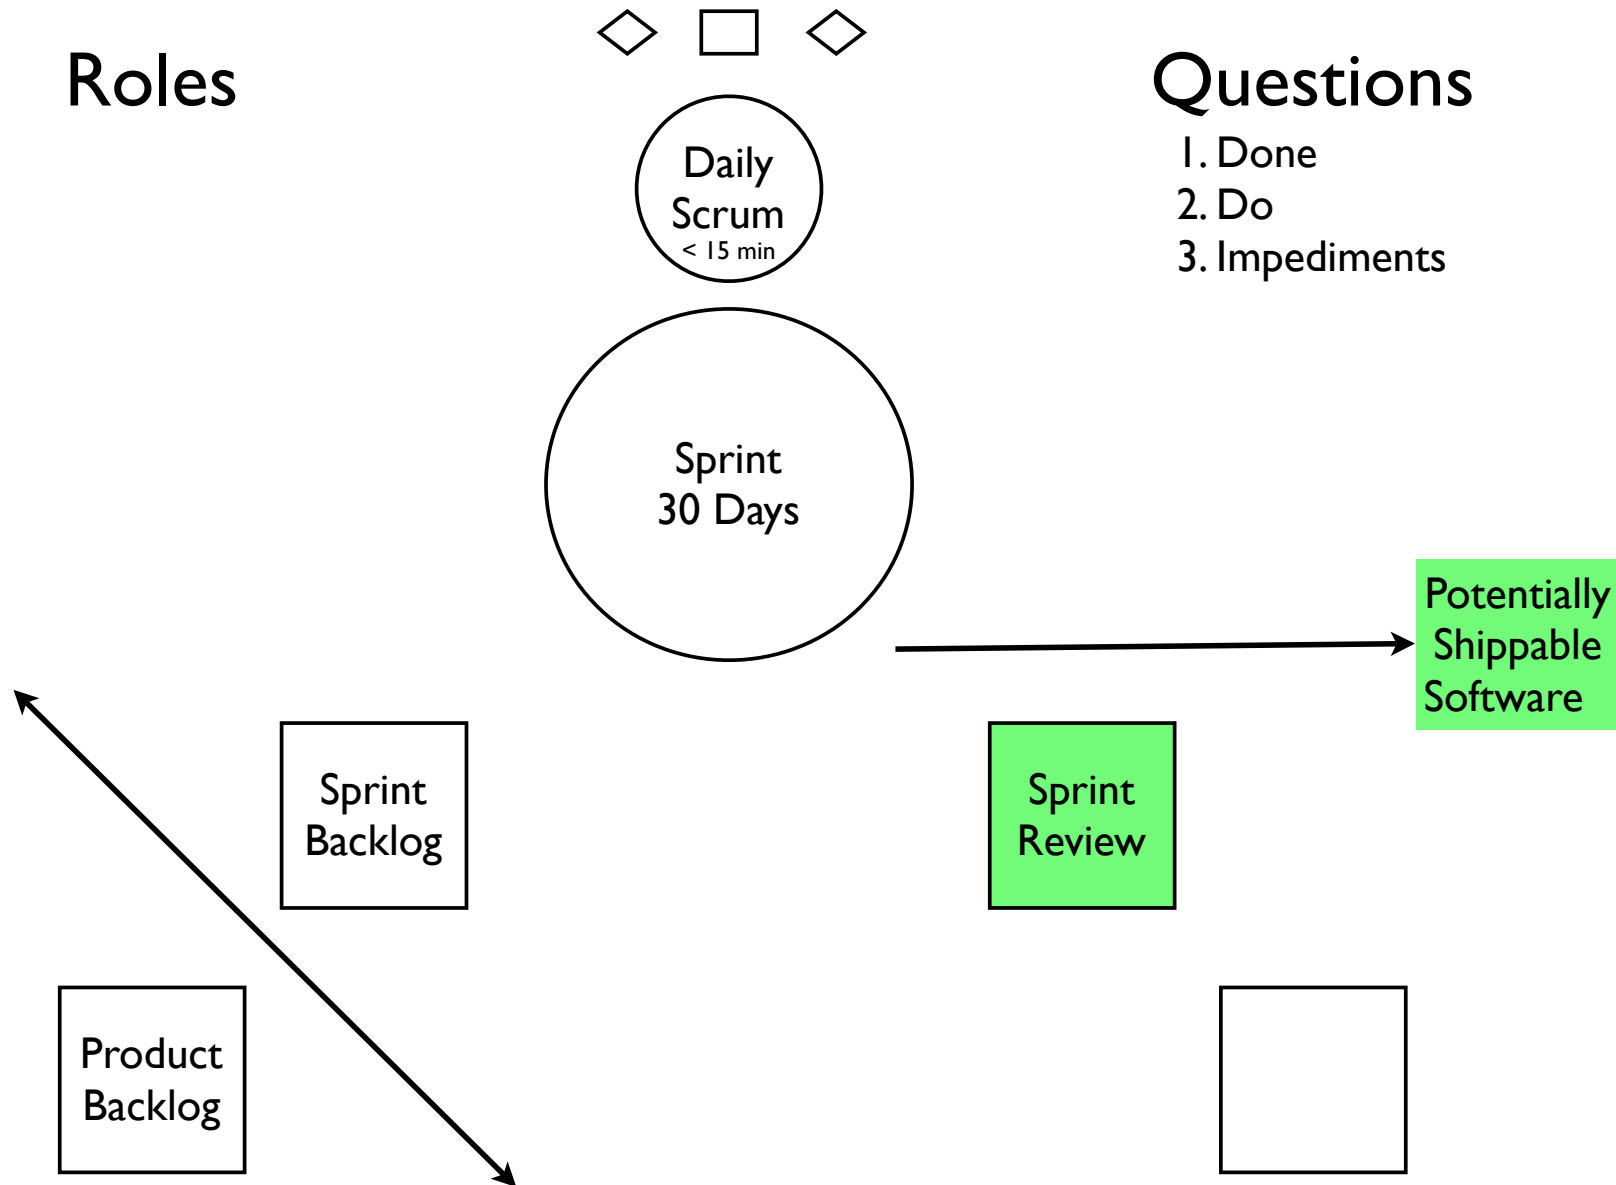 Roles
Questions
1. Done
2. Do
3. Impediments
Daily
Scrum
< 15 min
Sprint
30 Days
Potentially
Shippable
Software
Sprint
Backlog
Sprint
Review
Product
Backlog